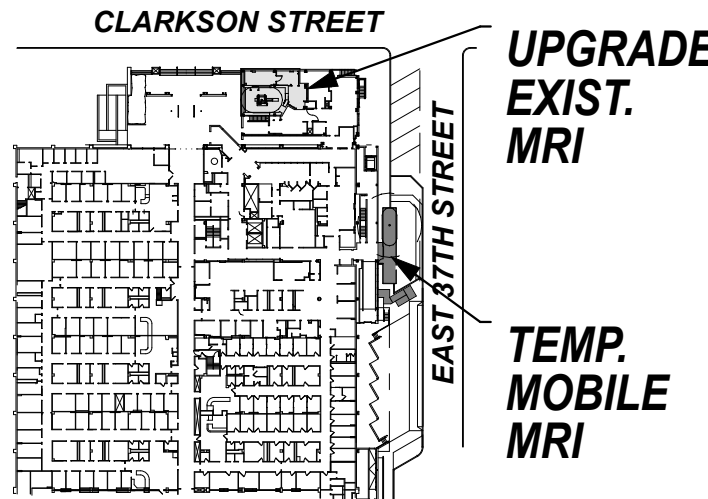 CLARKSON STREET
UPGRADE
EXIST.
MRI
EAST 37TH STREET
TEMP.
MOBILE
MRI